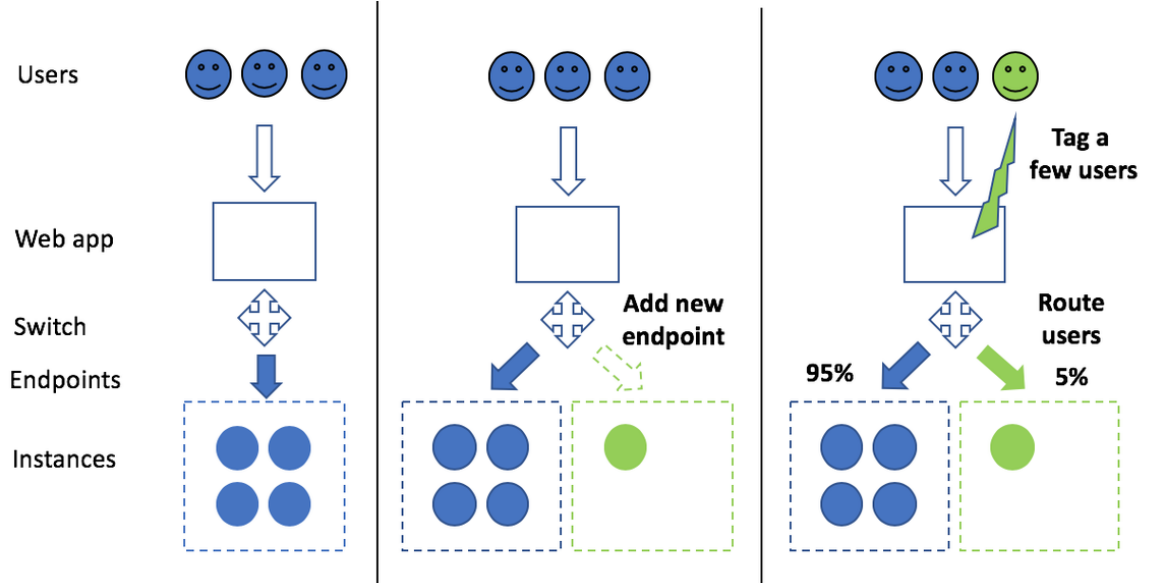 Users
Web app
Switch
Endpoints
Instances
Add new
endpoint
Tag a
few users
Route
users
95%
5%